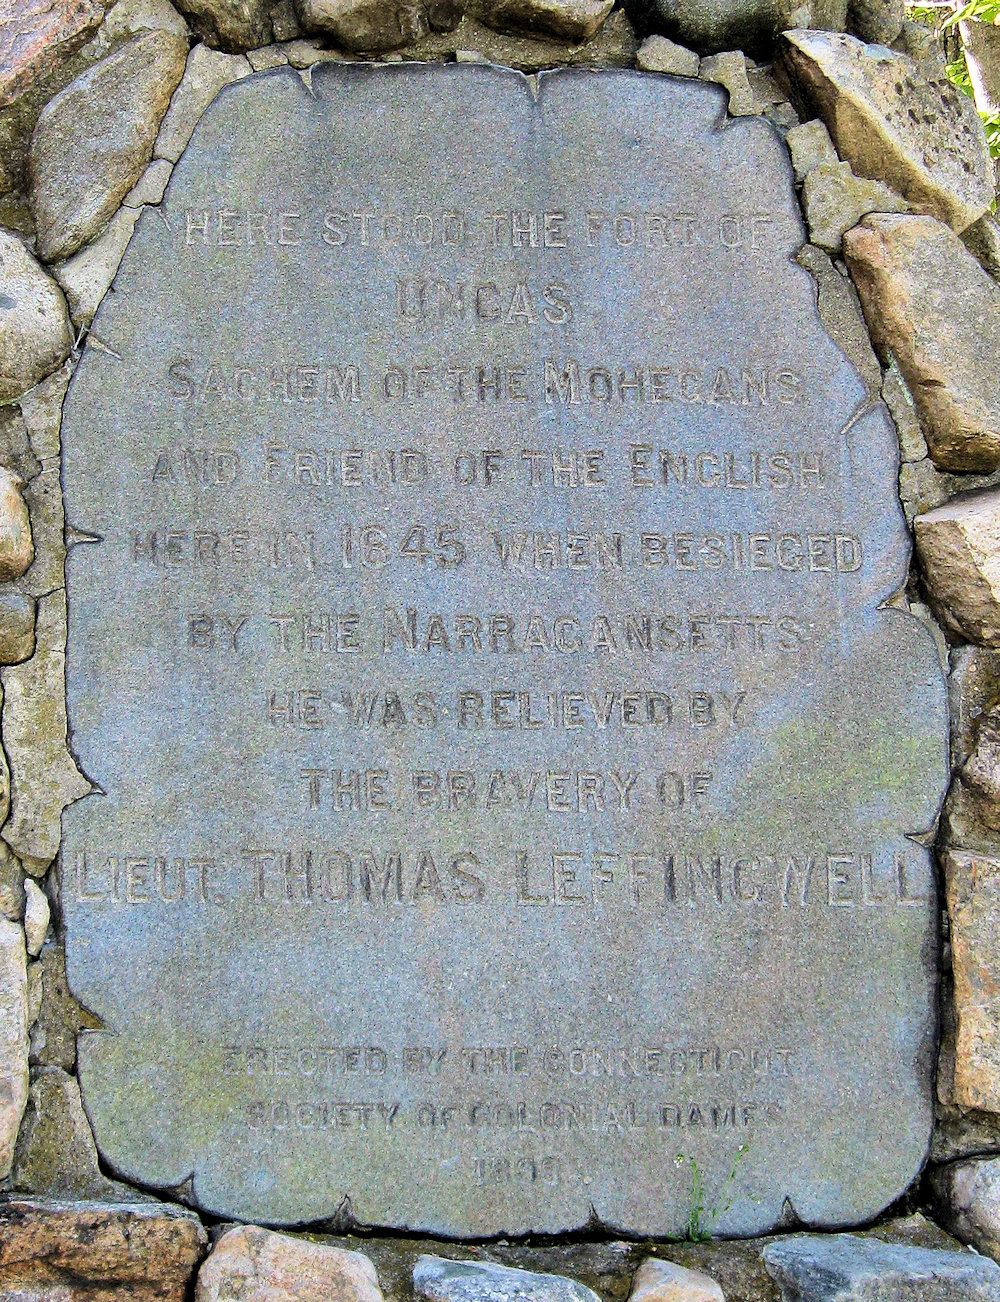 HERE STOOD THE FORT OF
UNCAS
SACHEM OF THE MOHEGANS
AND FRIEND OF THE ENGLISH
HERE IN 1645 WHEN BESIEGED
BY THE NARRAGANSETTS
HE WAS RELIEVED BY
THE BRAVERY OF
LIEUT. THOMAS LEFFINGWELL
ERECTED BY THE CONNECTICUT
SOCIETY OF COLONIAL DAMES